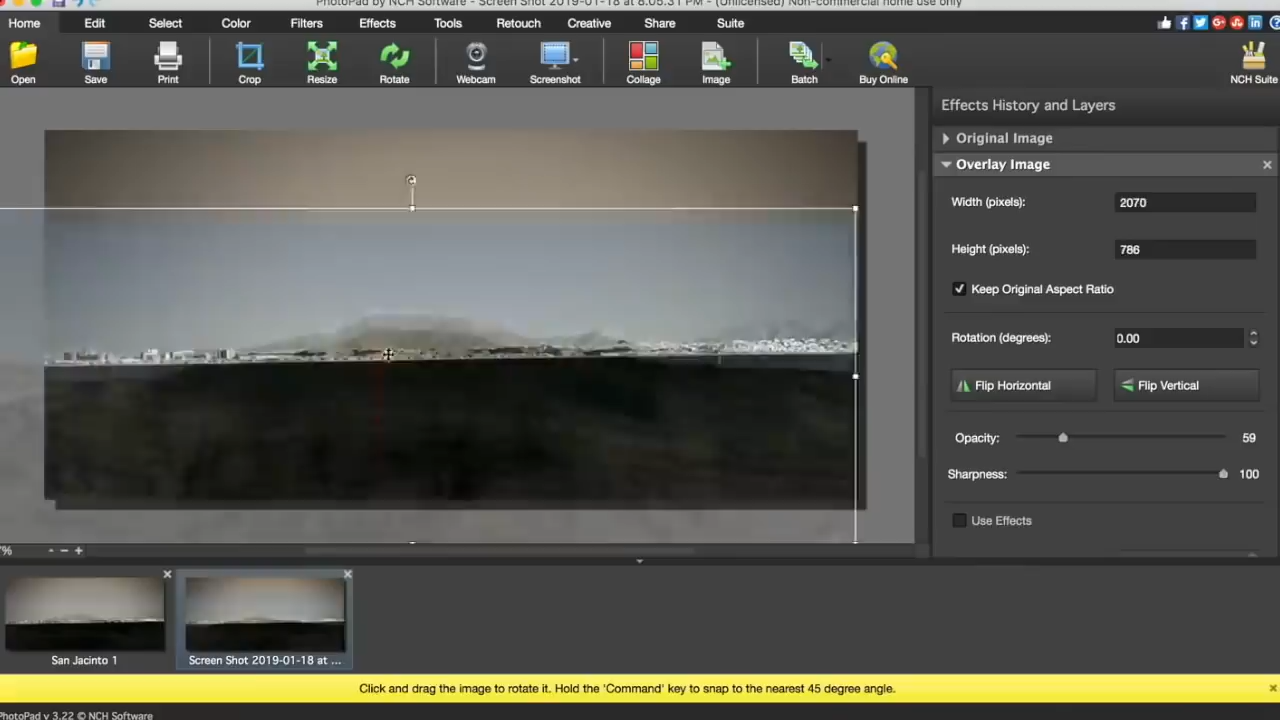 PhotoPad by NCH Software - Screen Shot 2019-01-18 at 8.05.31 PM - (Unlicensed) Non-commercial home use only
Home Edit Select Color Filters Effects Tools Retouch Creative Share Suite
Open Save Print Crop Resize Rotate Webcam Screenshot Collage Image Batch Buy Online NCH Suite
Effects History and Layers
Original Image
Overlay Image
Width (pixels): 2070
Height (pixels): 786
Keep Original Aspect Ratio
Rotation (degrees): 0.00
Flip Horizontal Flip Vertical
Opacity: 59
Sharpness: 100
Use Effects
San Jacinto 1 Screen Shot 2019-01-18 at ...
Click and drag the image to rotate it. Hold the 'Command' key to snap to the nearest 45 degree angle.
PhotoPad v 3.22 © NCH Software